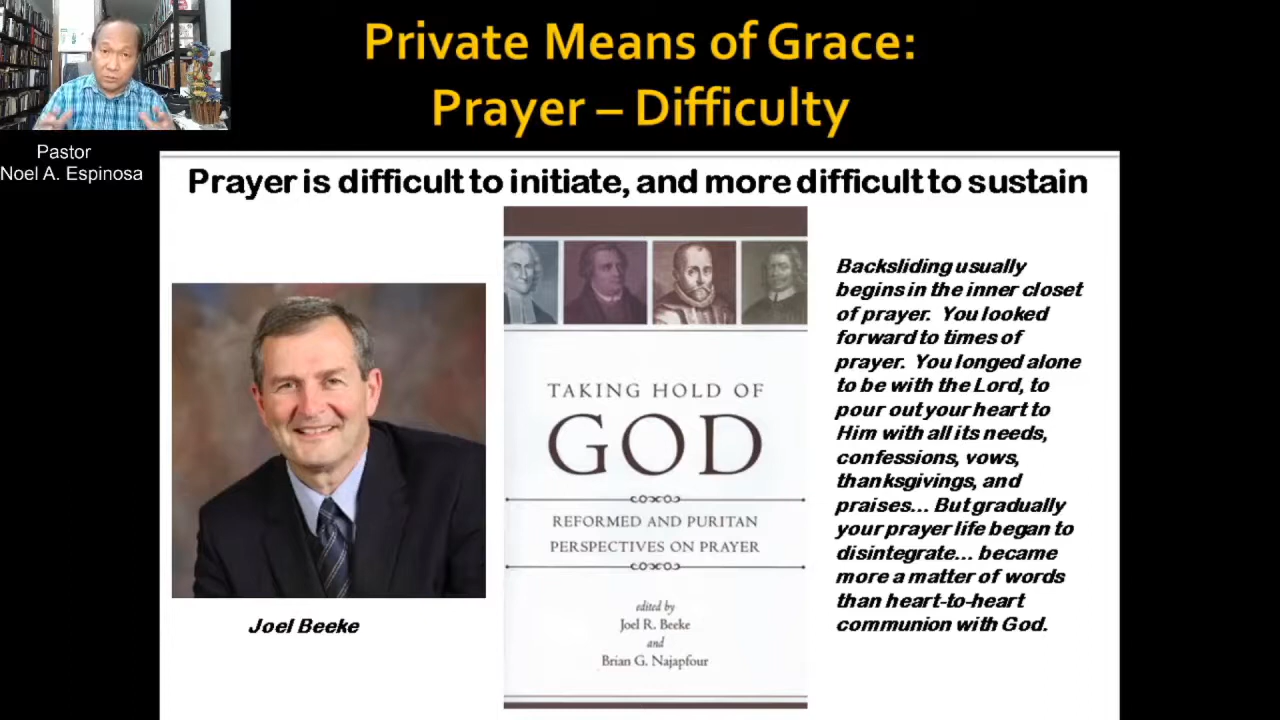 Private Means of Grace:
Prayer – Difficulty
Pastor
Noel A. Espinosa
Prayer is difficult to initiate, and more difficult to sustain
Joel Beeke
TAKING HOLD OF
GOD
REFORMED AND PURITAN
PERSPECTIVES ON PRAYER
edited by
Joel R. Beeke
and
Brian G. Najapfour
Backsliding usually
begins in the inner closet
of prayer. You looked
forward to times of
prayer. You longed alone
to be with the Lord, to
pour out your heart to
Him with all its needs,
confessions, vows,
thanksgivings, and
praises... But gradually
your prayer life began to
disintegrate... became
more a matter of words
than heart-to-heart
communion with God.